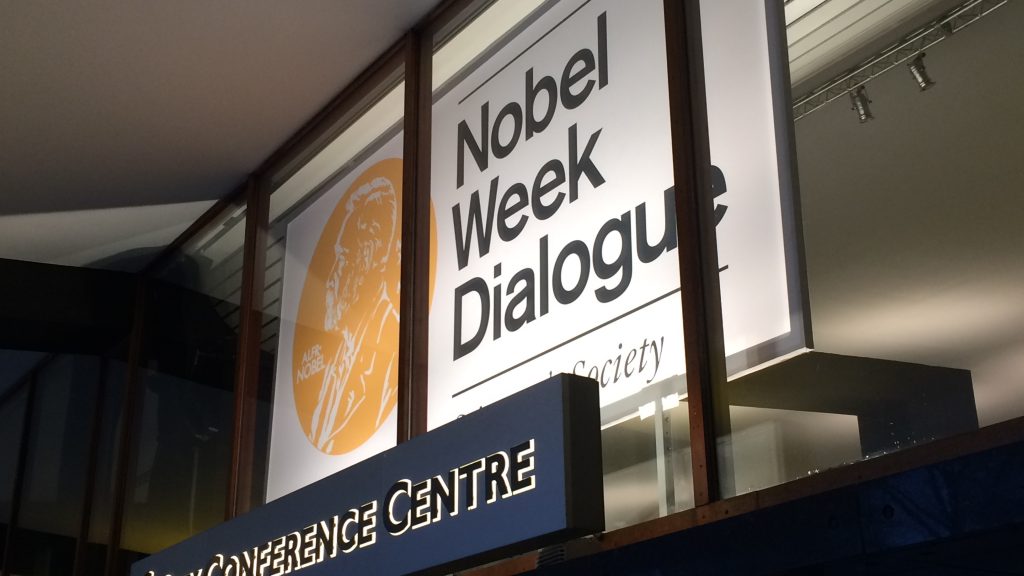 Nobel
Week
Dialogue
Society
ALFR.
NOBEL
CONFERENCE CENTRE